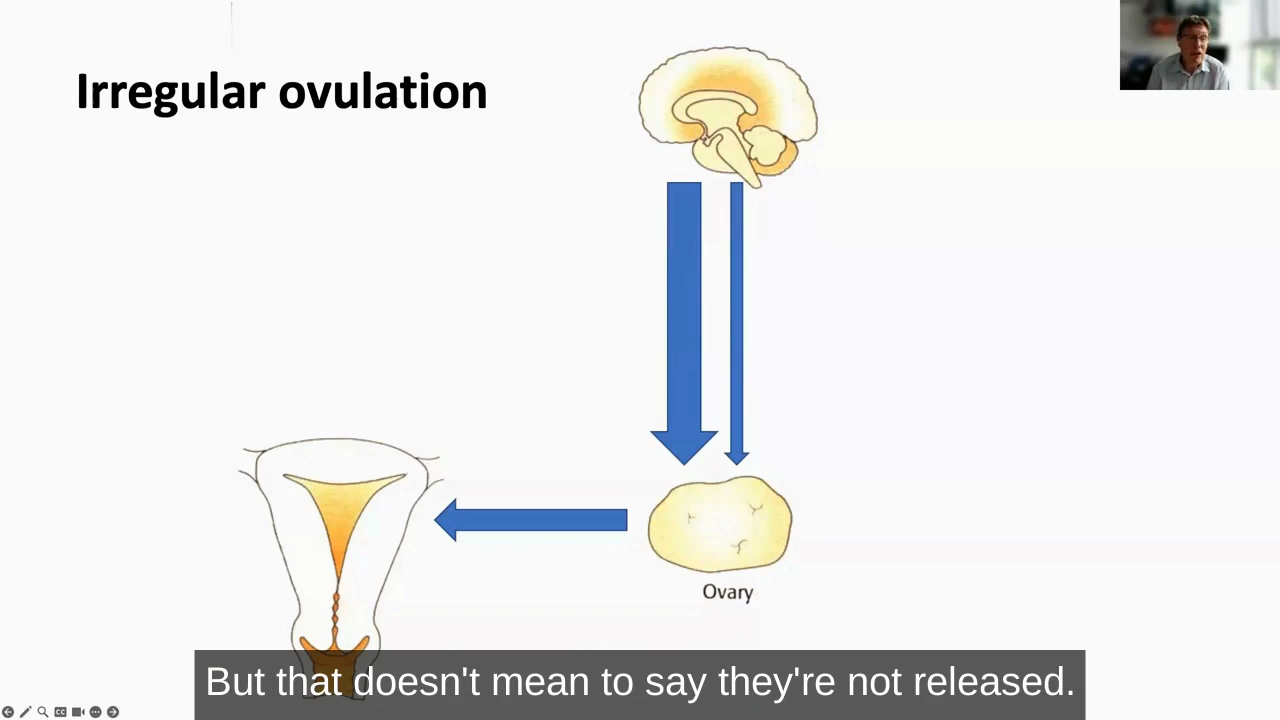 Irregular ovulation
Ovary
But that doesn't mean to say they're not released.